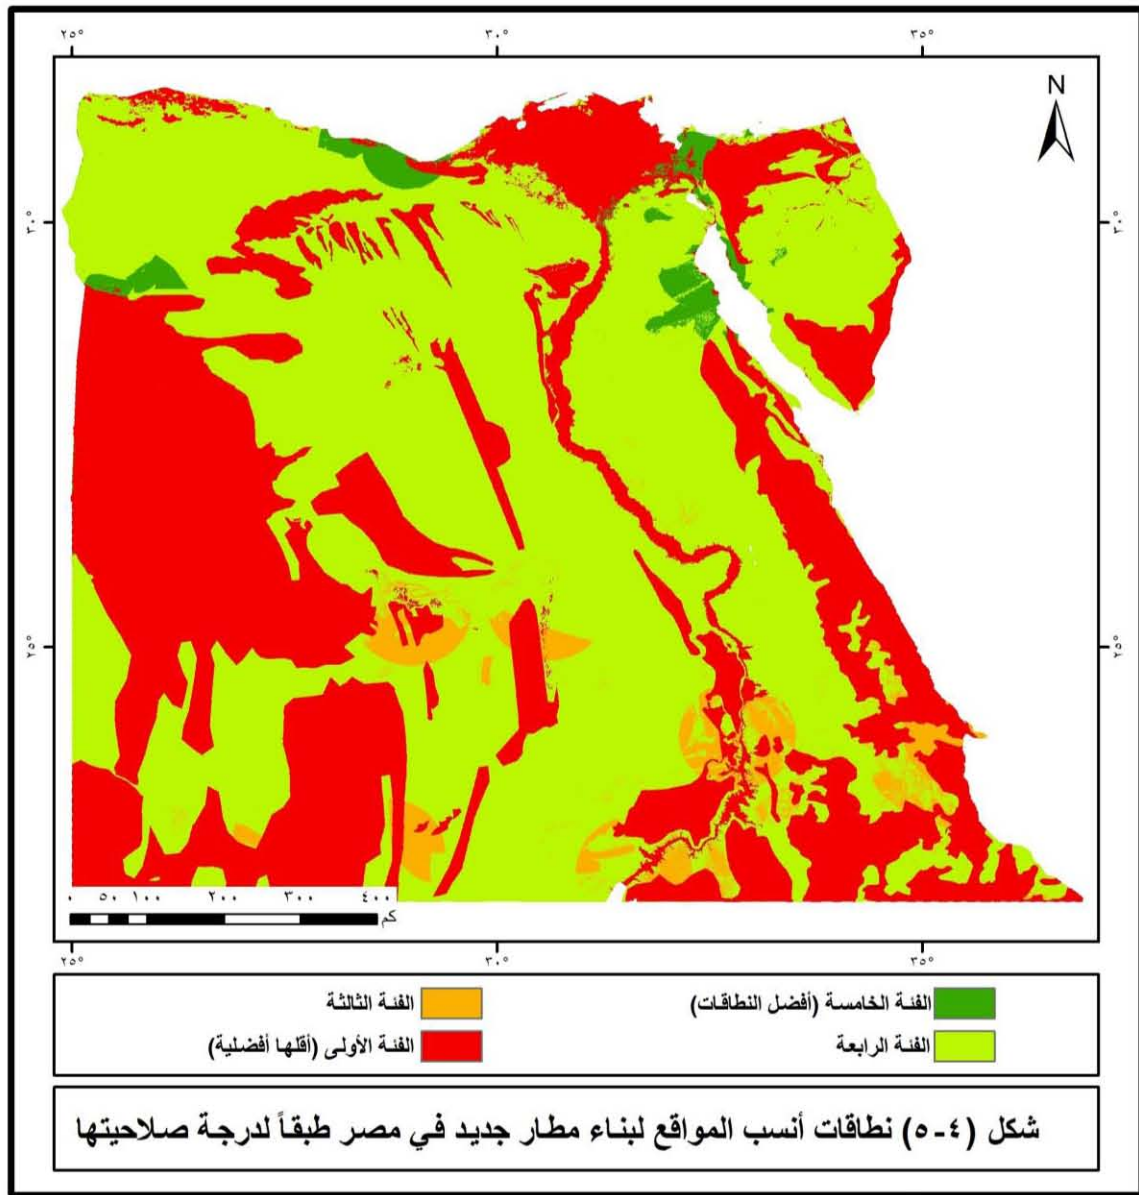 ٢٥° ٣٠° ٣٥°
N
٣٠° ٣٠°
٢٥° ٢٥°
٠ ٥٠ ١٠٠ ٢٠٠ ٣٠٠ ٤٠٠
كم
٢٥° ٣٠° ٣٥°
الفئة الخامسة (أفضل النطاقات) الفئة الثالثة
الفئة الرابعة الفئة الأولى (أقلها أفضلية)
شكل (٤-٥) نطاقات أنسب المواقع لبناء مطار جديد في مصر طبقاً لدرجة صلاحيتها